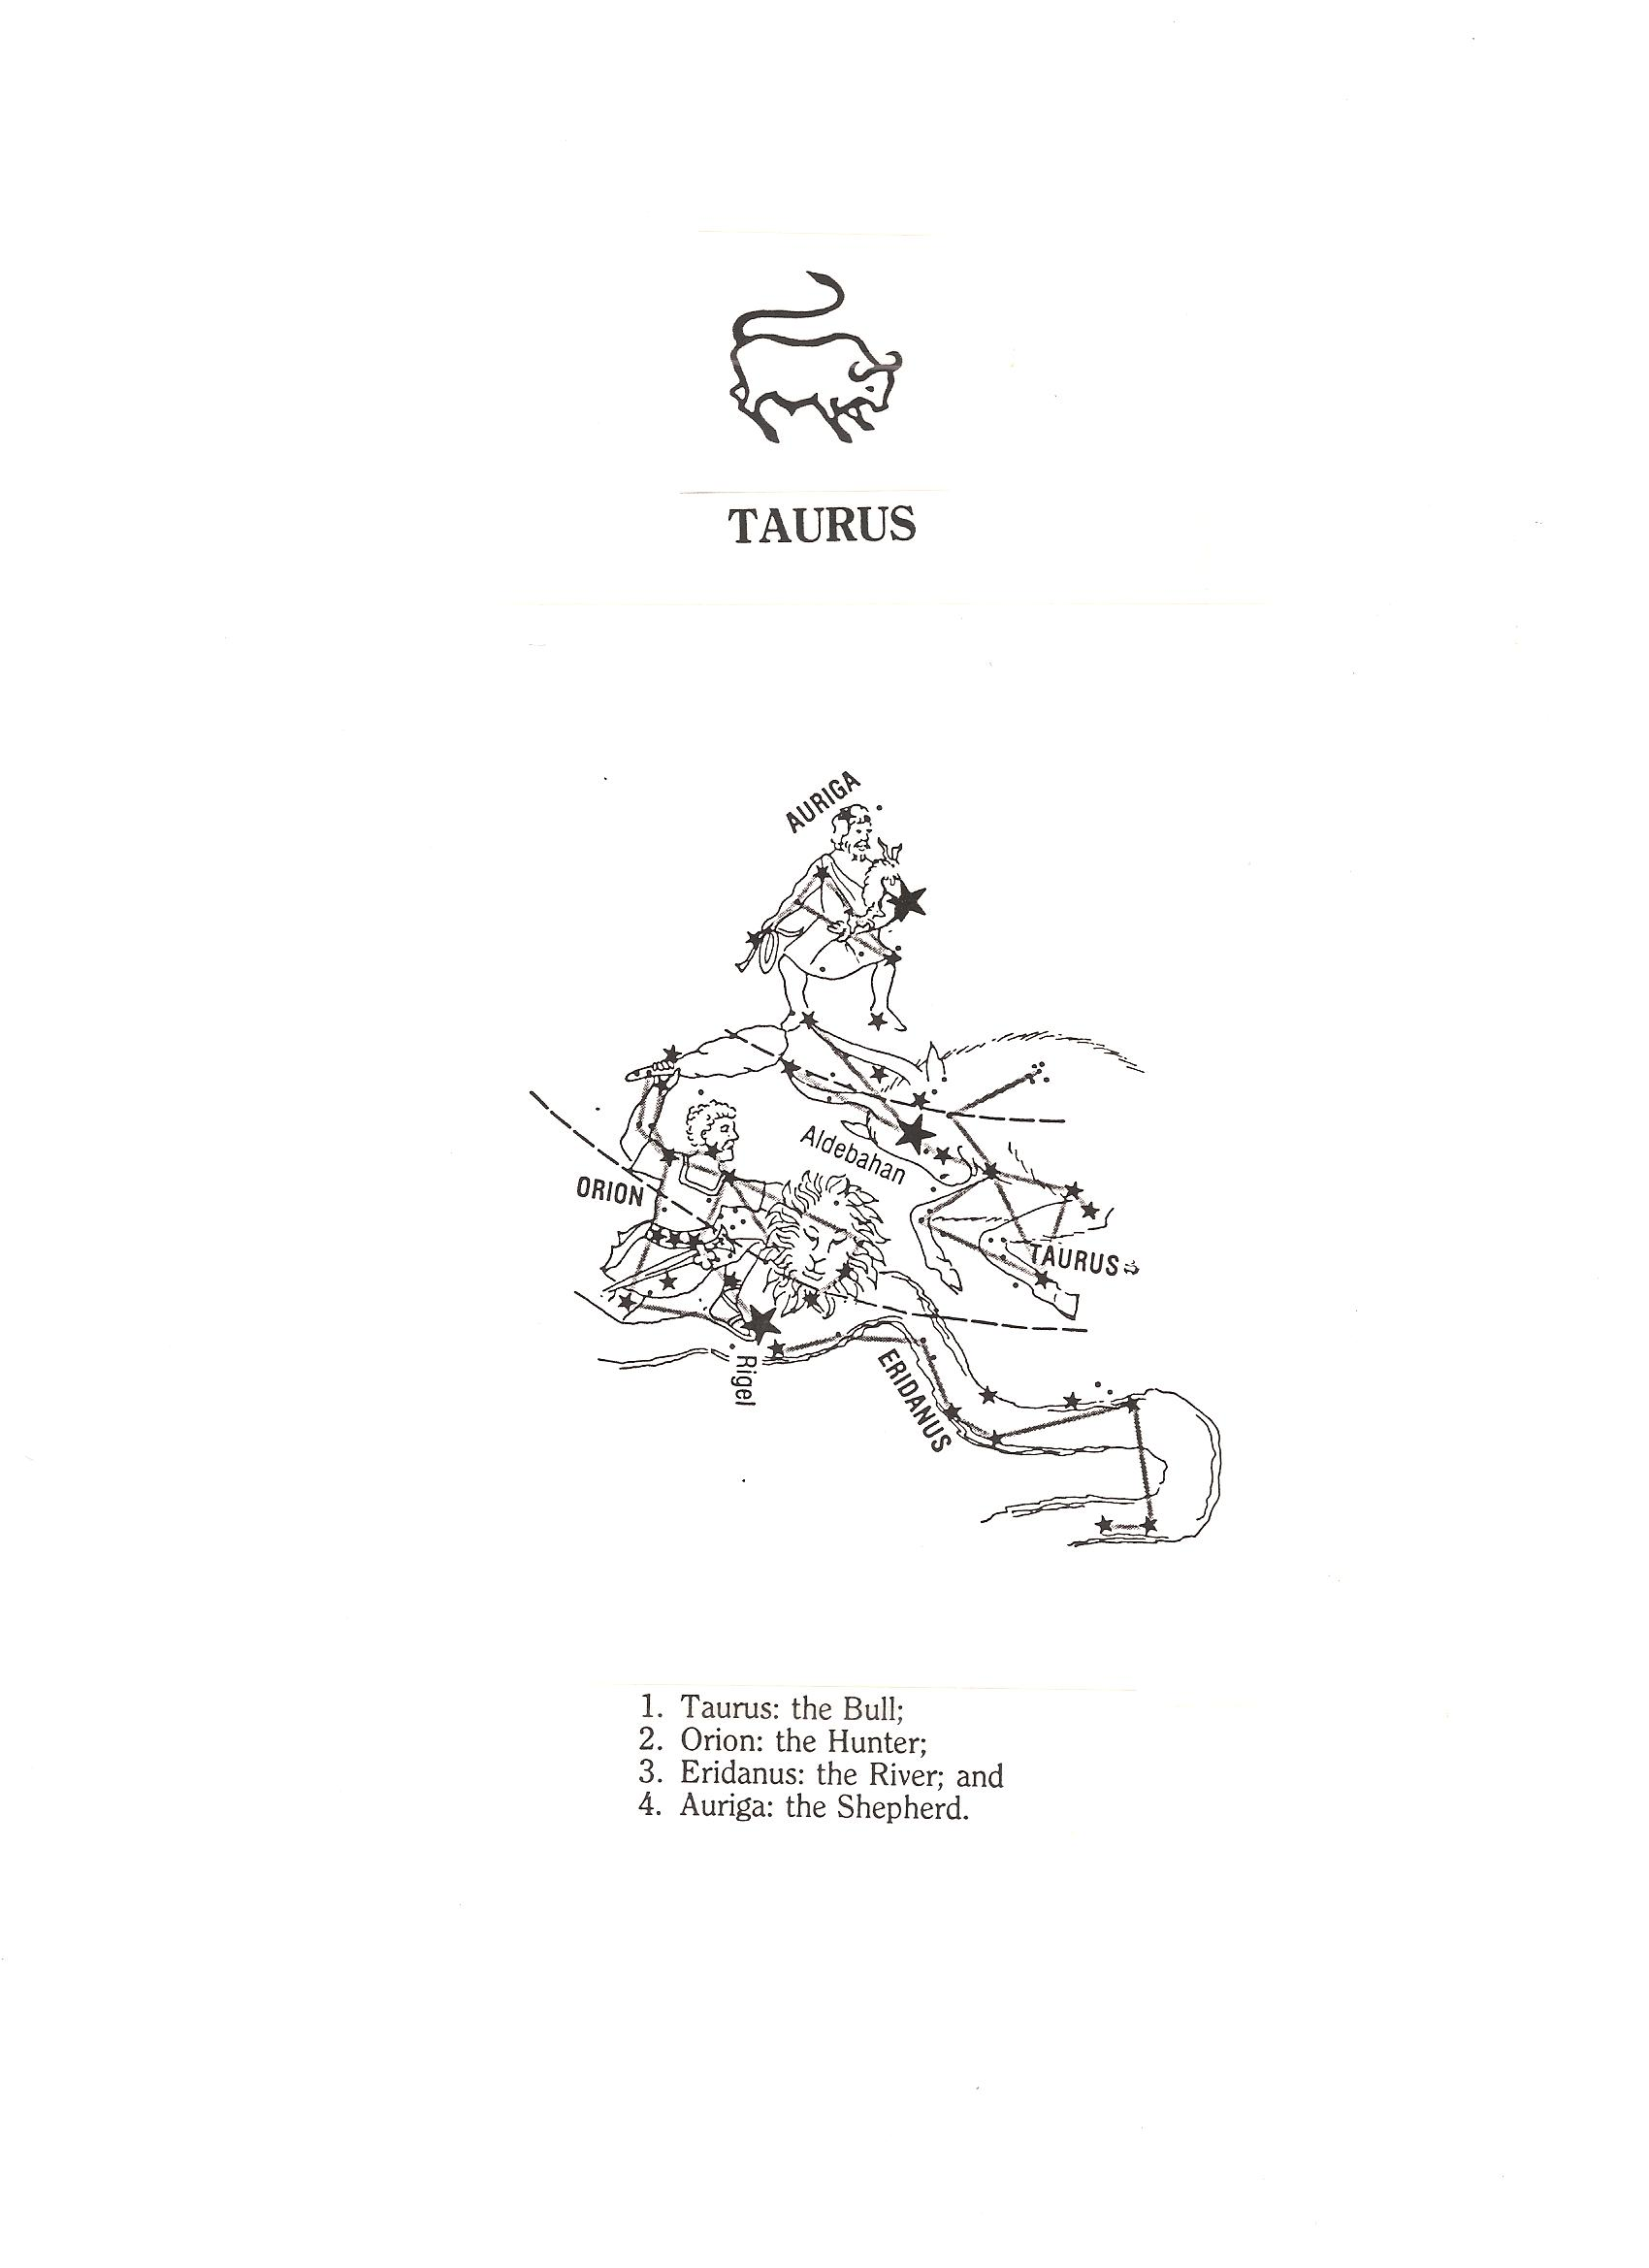 TAURUS
AURIGA
Aldebahan
ORION
TAURUS
Rigel
ERIDANUS
1. Taurus: the Bull;
2. Orion: the Hunter;
3. Eridanus: the River; and
4. Auriga: the Shepherd.